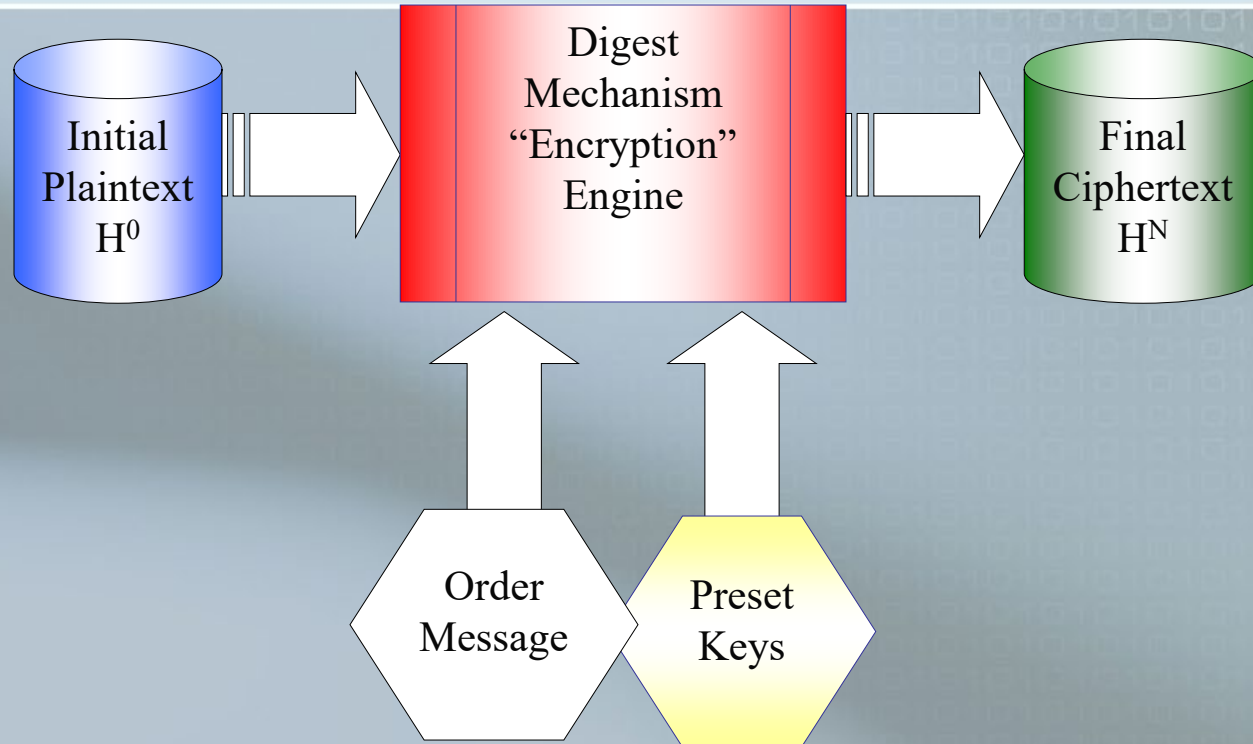 Initial
Plaintext
H⁰
Digest
Mechanism
“Encryption”
Engine
Final
Ciphertext
Hᴺ
Order
Message
Preset
Keys